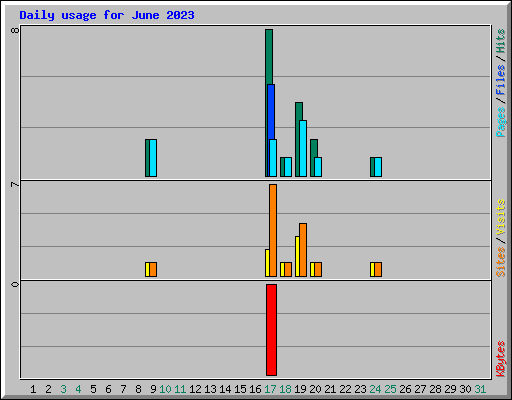 Daily usage for June 2023
8
Pages / Files / Hits
7
Sites / Visits
0
KBytes
1 2 3 4 5 6 7 8 9 10 11 12 13 14 15 16 17 18 19 20 21 22 23 24 25 26 27 28 29 30 31